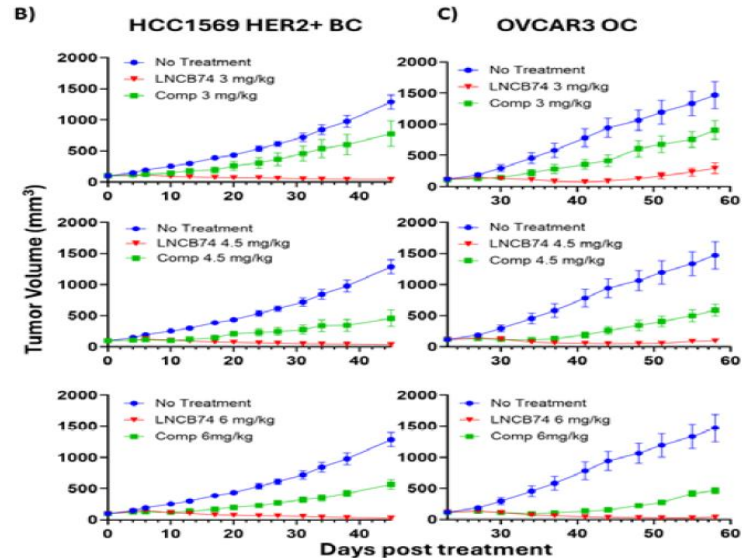 B) HCC1569 HER2+ BC
C) OVCAR3 OC
Tumor Volume (mm³)
2000
1500
1000
500
0
No Treatment
LNCB74 3 mg/kg
Comp 3 mg/kg
0 10 20 30 40
2000
1500
1000
500
0
No Treatment
LNCB74 3 mg/kg
Comp 3 mg/kg
30 40 50 60
2000
1500
1000
500
0
No Treatment
LNCB74 4.5 mg/kg
Comp 4.5 mg/kg
0 10 20 30 40
2000
1500
1000
500
0
No Treatment
LNCB74 4.5 mg/kg
Comp 4.5 mg/kg
30 40 50 60
2000
1500
1000
500
0
No Treatment
LNCB74 6 mg/kg
Comp 6mg/kg
0 10 20 30 40
2000
1500
1000
500
0
No Treatment
LNCB74 6 mg/kg
Comp 6mg/kg
30 40 50 60
Days post treatment